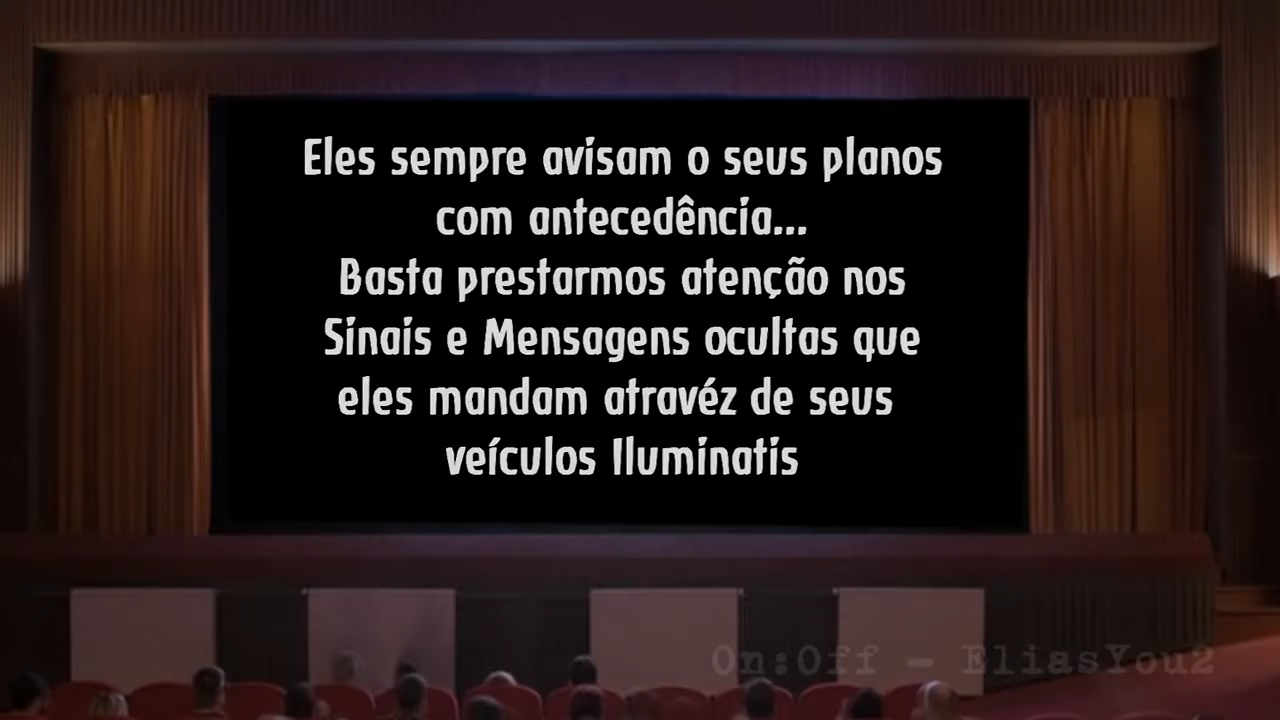 Eles sempre avisam o seus planos
com antecedência...
Basta prestarmos atenção nos
Sinais e Mensagens ocultas que
eles mandam atravéz de seus
veículos Iluminatis
On:Off - EliasYou2